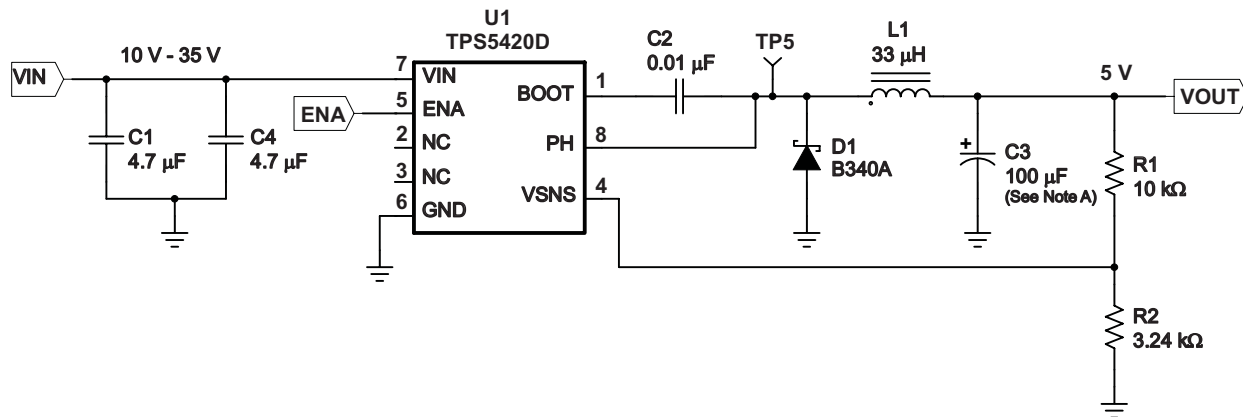 U1
TPS5420D
10 V - 35 V
VIN
7
VIN
ENA
5
ENA
2
NC
3
NC
6
GND
BOOT
1
PH
8
VSNS
4
C1
4.7 μF
C4
4.7 μF
C2
0.01 μF
TP5
L1
33 μH
5 V
VOUT
D1
B340A
+
C3
100 μF
(See Note A)
R1
10 kΩ
R2
3.24 kΩ